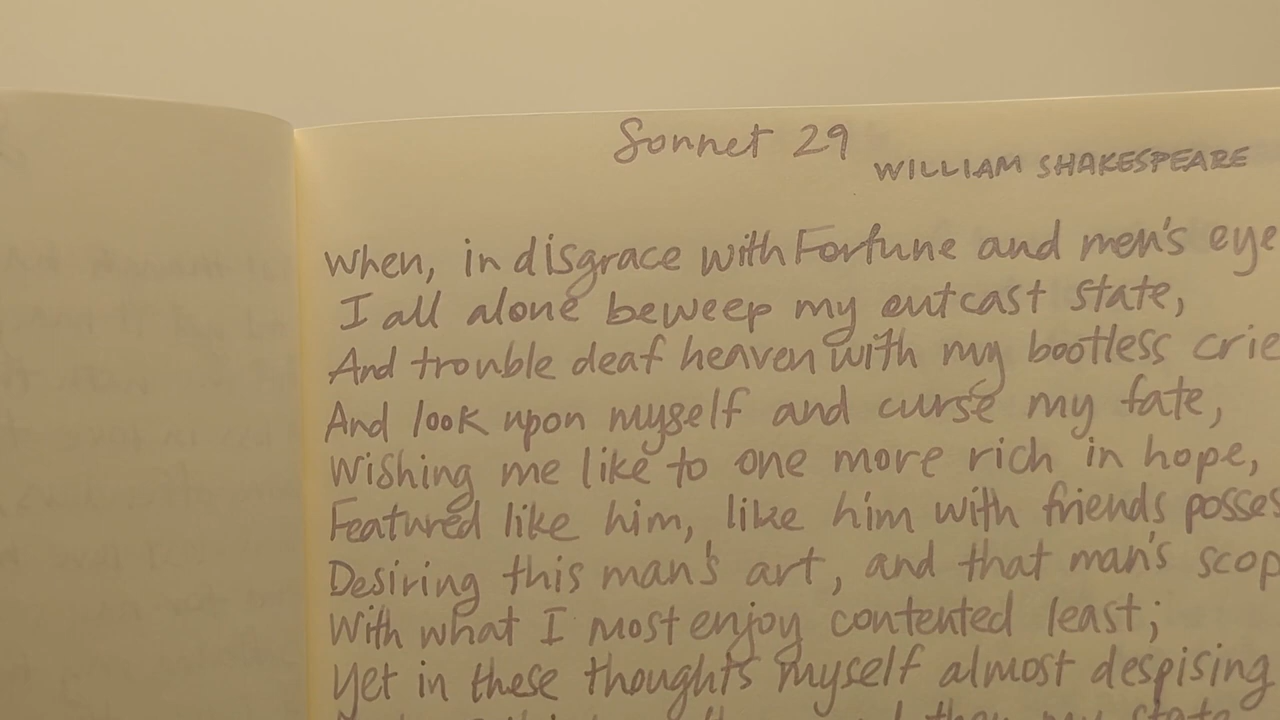 Sonnet 29
WILLIAM SHAKESPEARE
When, in disgrace with Fortune and men's eye
I all alone beweep my outcast state,
And trouble deaf heaven with my bootless crie
And look upon myself and curse my fate,
Wishing me like to one more rich in hope,
Featured like him, like him with friends posses
Desiring this man's art, and that man's scop
With what I most enjoy contented least;
Yet in these thoughts myself almost despising